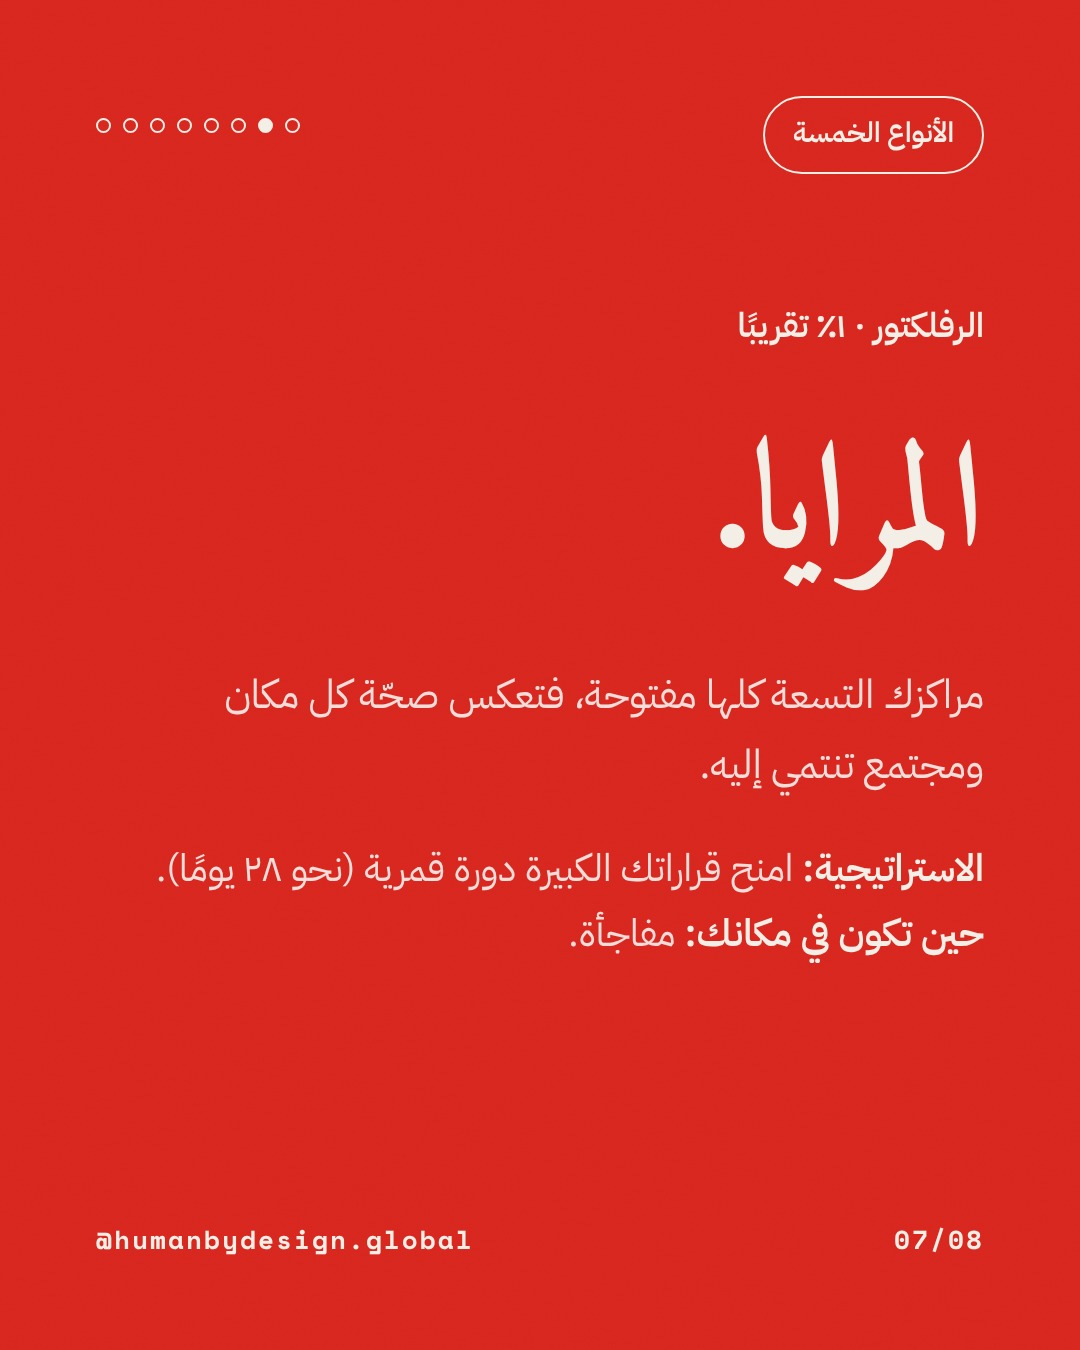 الأنواع الخمسة
الرفلكتور · ١٪ تقريبًا
المرايا.
مراكزك التسعة كلها مفتوحة، فتعكس صحّة كل مكان
ومجتمع تنتمي إليه.
الاستراتيجية: امنح قراراتك الكبيرة دورة قمرية (نحو ٢٨ يومًا).
حين تكون في مكانك: مفاجأة.
@humanbydesign.global
07/08